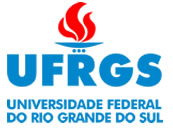 UFRGS
UNIVERSIDADE FEDERAL
DO RIO GRANDE DO SUL